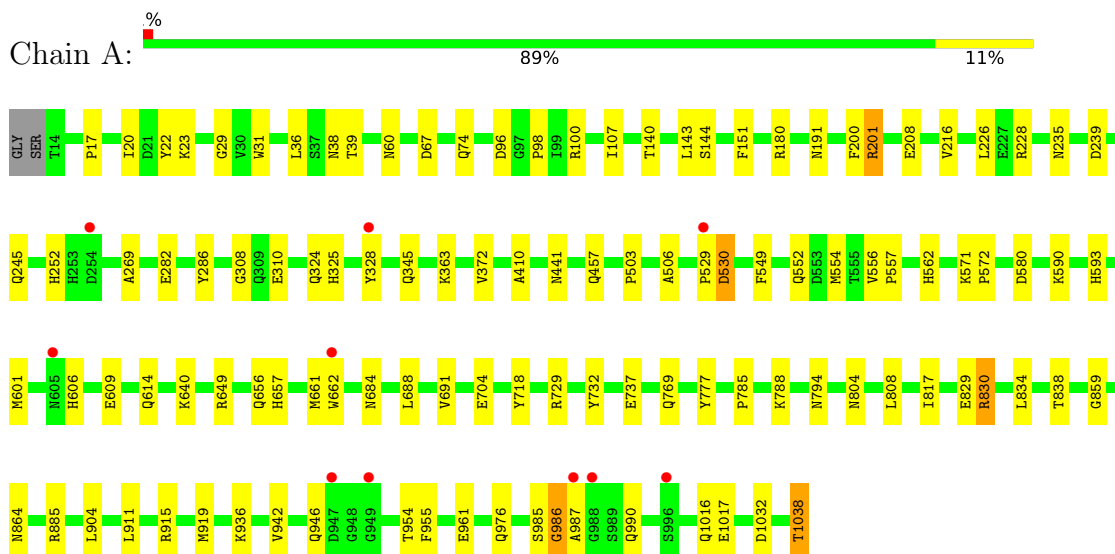 .%
Chain A:
89% 11%
GLY SER T14 P17 I20 D21 Y22 K23 G29 V30 W31 L36 S37 N38 T39 N60 D67 Q74 D96 G97 P98 I99 R100 I107 T140 L143 S144 F151 R180 N191 F200 R201 E208 V216 L226 E227 R228 N235 D239
Q245 H252 H253 D254 A269 E282 Y286 G308 Q309 E310 Q324 H325 Y328 Q345 K363 V372 A410 N441 Q457 P503 A506 P529 D530 F549 Q552 D553 M554 T555 V556 P557 H562 K571 P572 D580 K590 H593
M601 N605 H606 E609 Q614 K640 R649 Q656 H657 M661 W662 N684 L688 V691 E704 Y718 R729 Y732 E737 Q769 Y777 P785 K788 N794 N804 L808 I817 E829 R830 L834 T838 G859
N864 R885 L904 L911 R915 M919 K936 V942 Q946 D947 G948 G949 T954 F955 E961 Q976 S985 G986 A987 G988 S989 Q990 S996 Q1016 E1017 D1032 T1038